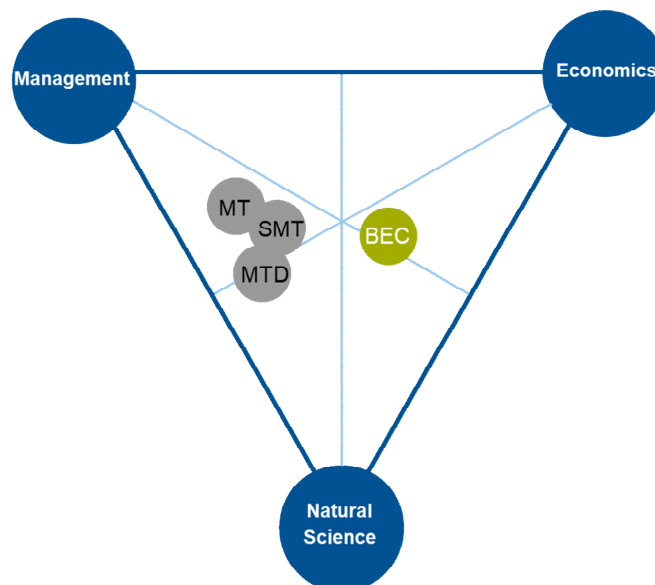 Management
Economics
MT
SMT
BEC
MTD
Natural
Science